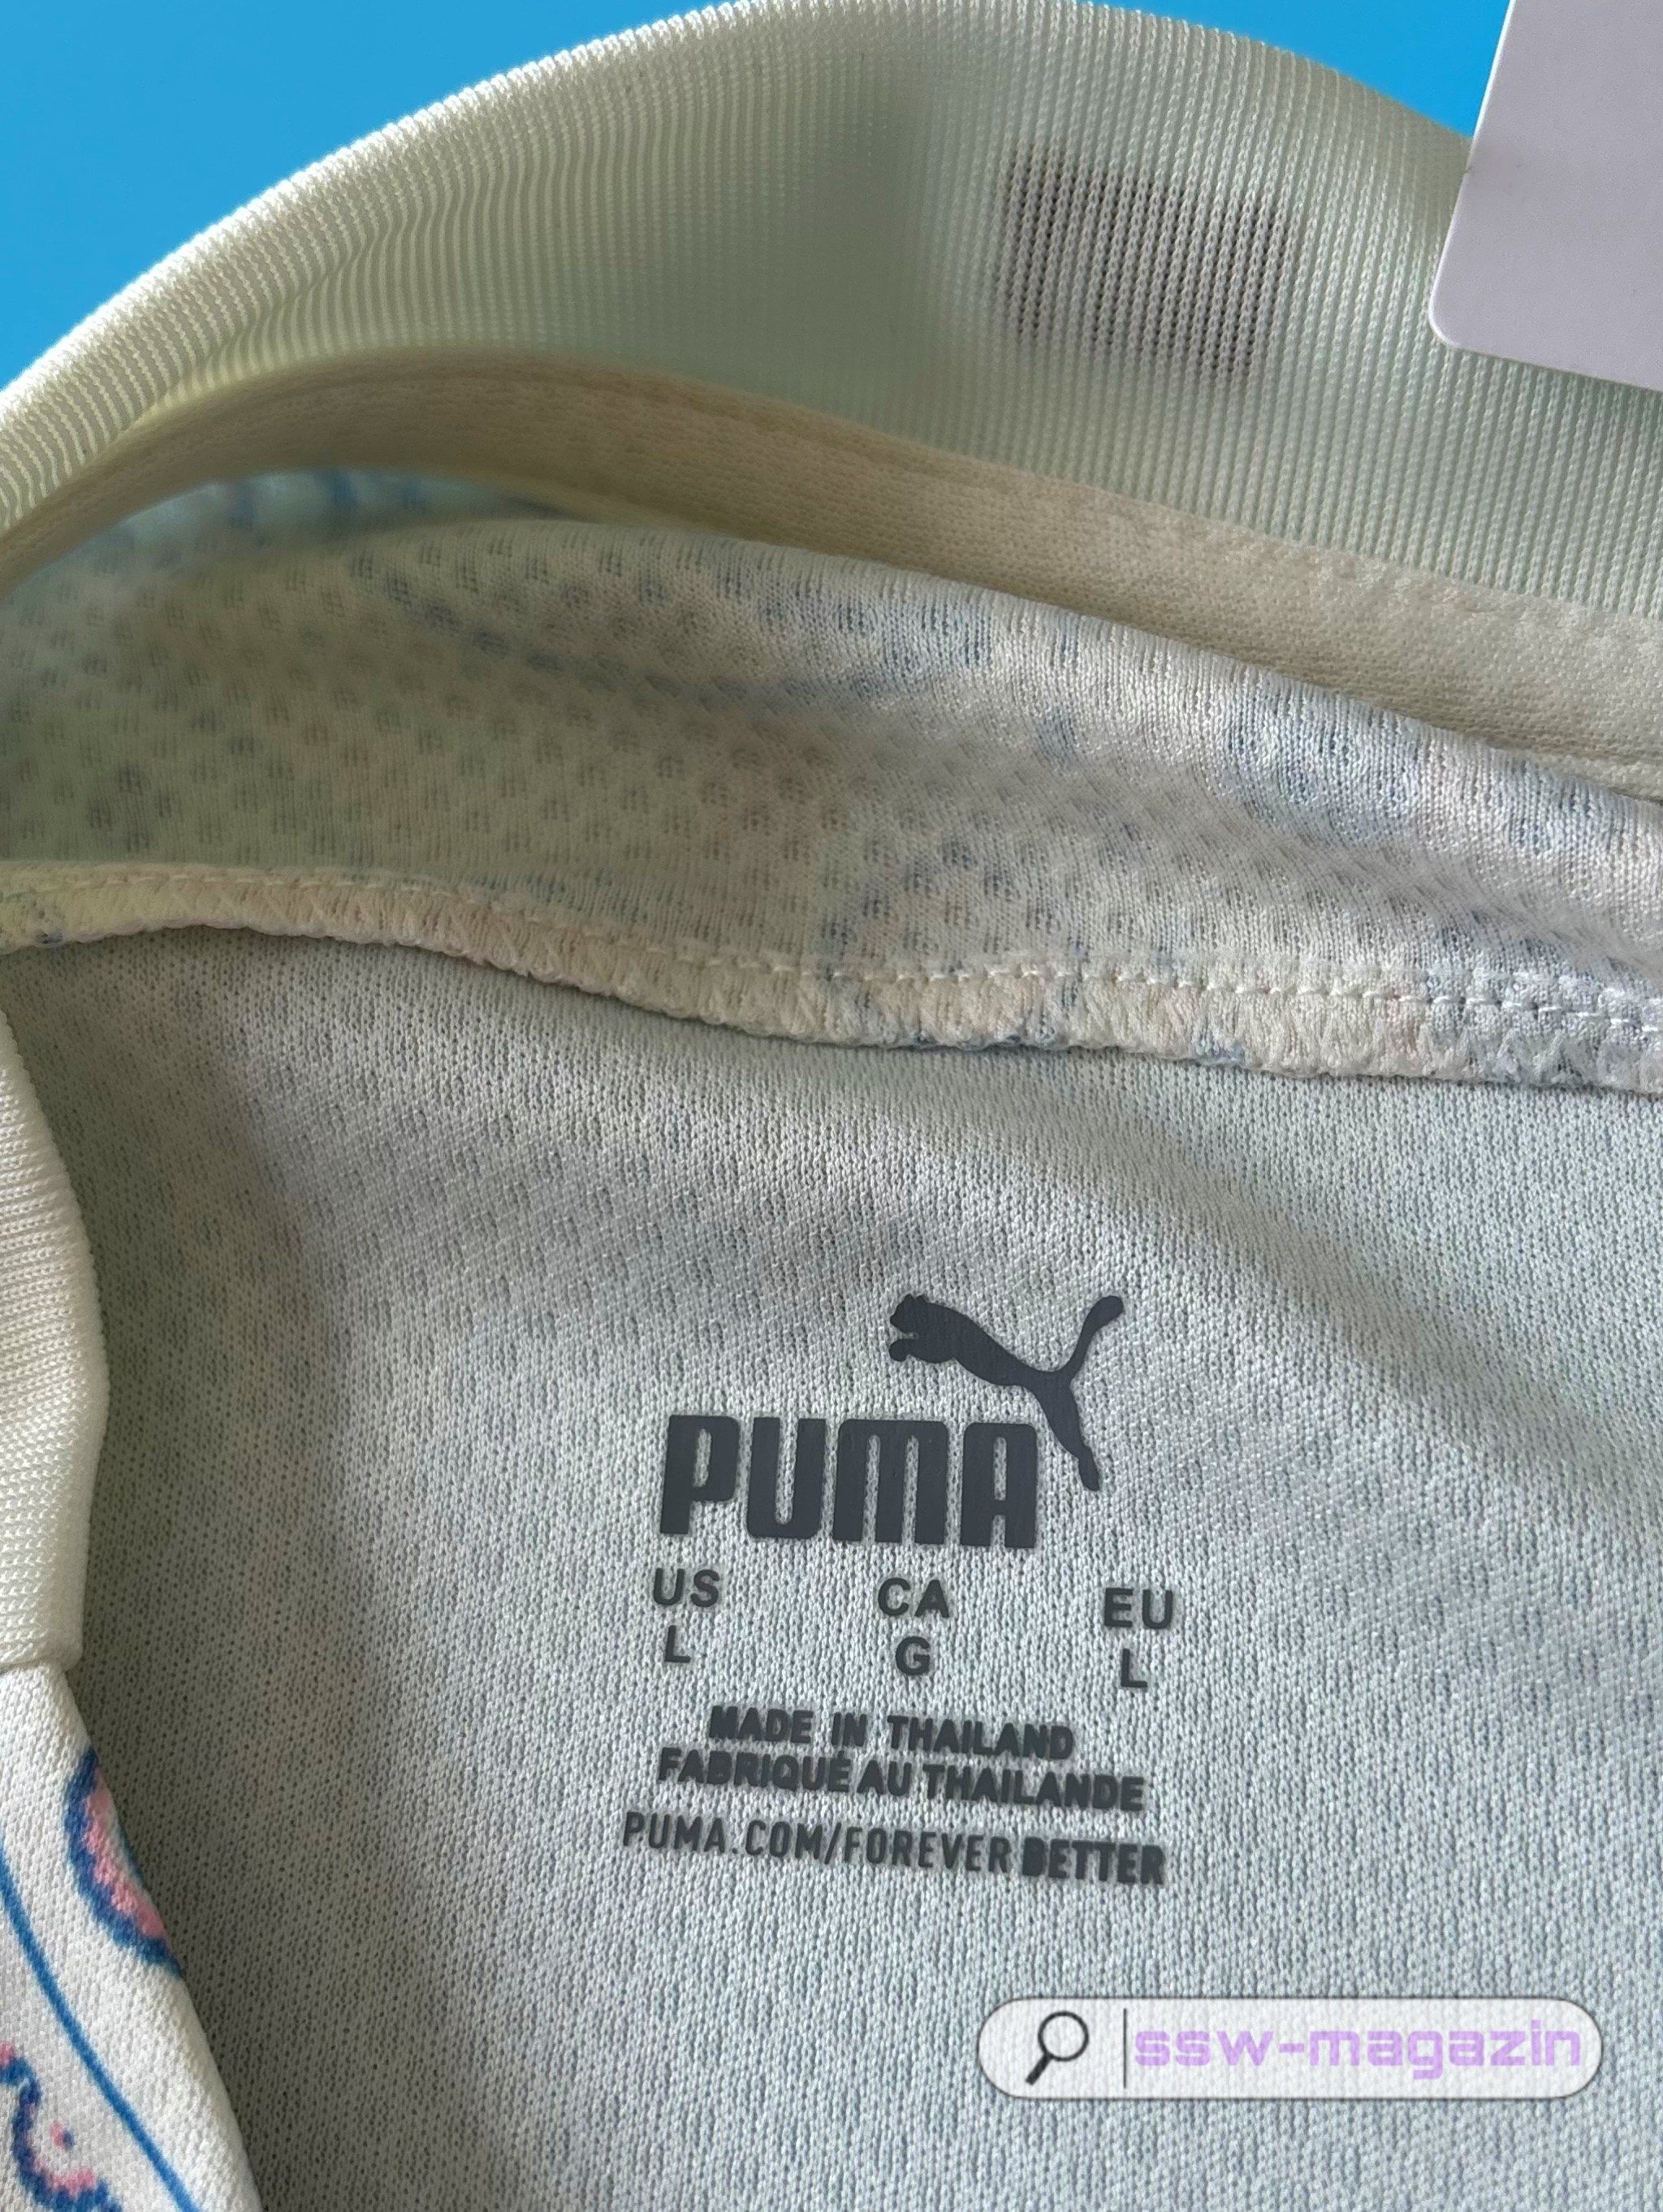 PUMA
US CA EU
L G L
MADE IN THAILAND
FABRIQUÉ AU THAILANDE
PUMA.COM/FOREVER BETTER
ssw-magazin